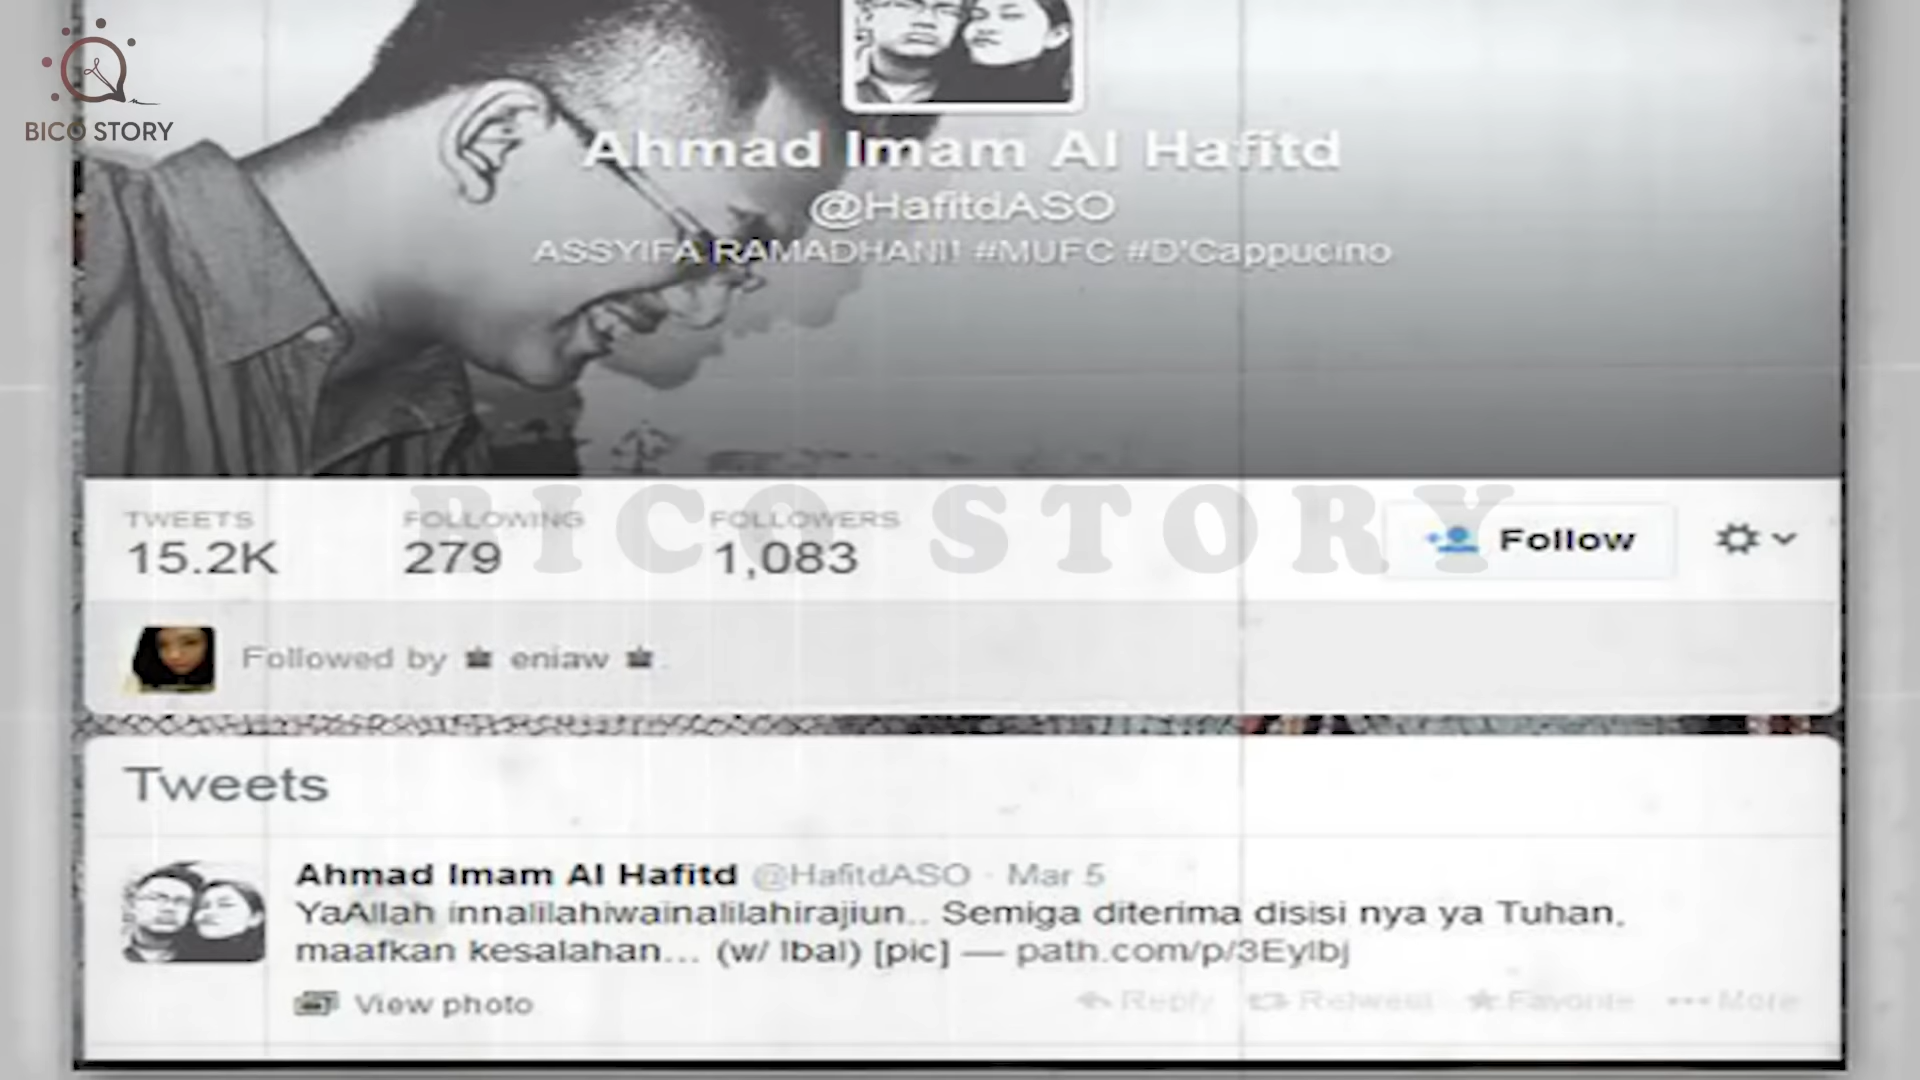 BICO STORY
Ahmad Imam Al Hafitd
@HafitdASO
ASSYIFA RAMADHANI! #MUFC #D'Cappucino
BICO STORY
TWEETS FOLLOWING FOLLOWERS
15.2K 279 1,083
Follow
Followed by eniaw
Tweets
Ahmad Imam Al Hafitd @HafitdASO · Mar 5
YaAllah innalilahiwainalilahirajiun.. Semiga diterima disisi nya ya Tuhan,
maafkan kesalahan... (w/ Ibal) [pic] — path.com/p/3EyIbj
View photo
Reply Retweet Favorite More